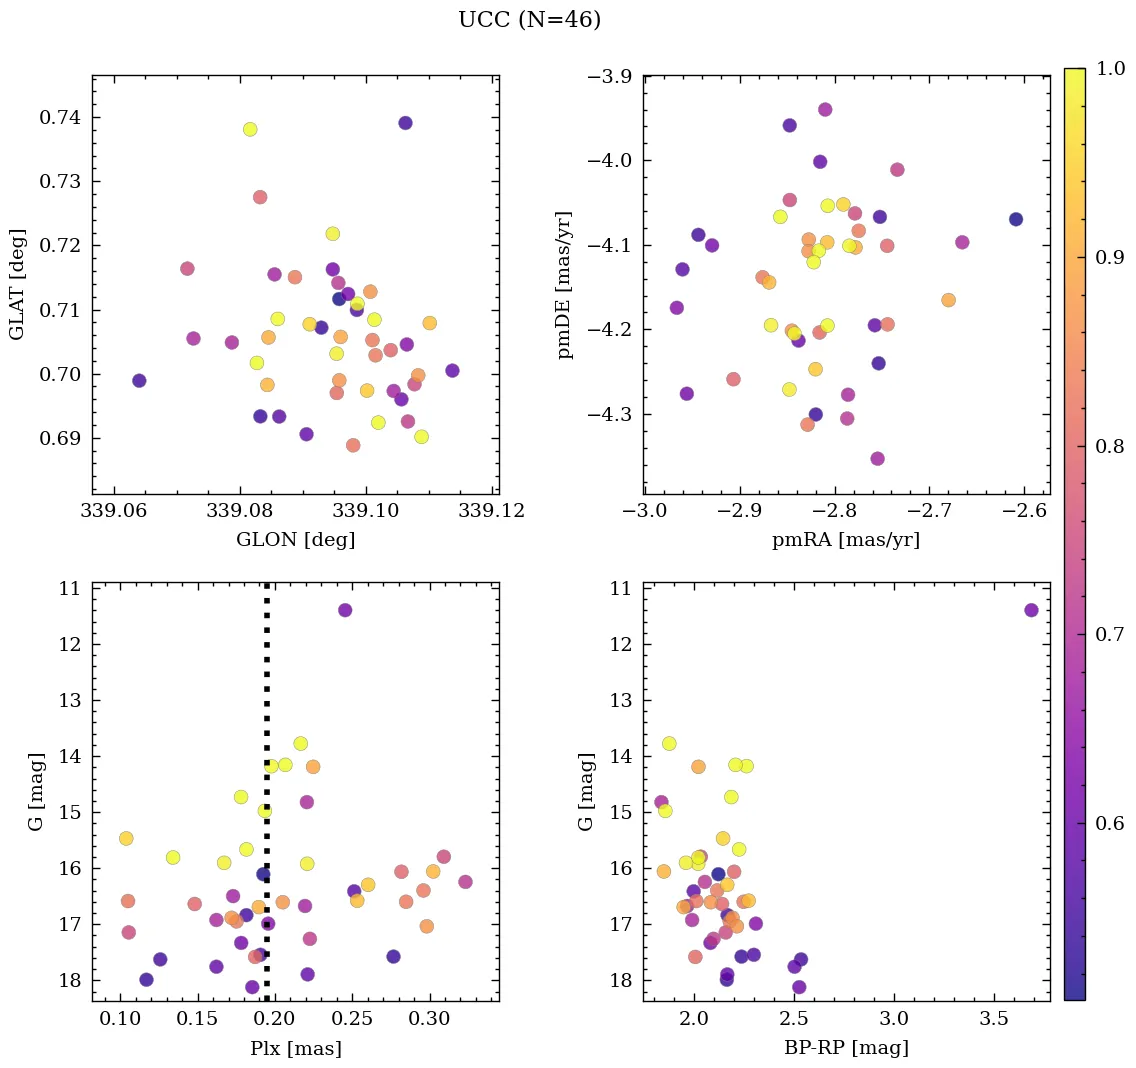 UCC (N=46)
0.74
0.73
0.72
0.71
0.70
0.69
GLAT [deg]
339.06 339.08 339.10 339.12
GLON [deg]
−3.9
−4.0
−4.1
−4.2
−4.3
pmDE [mas/yr]
−3.0 −2.9 −2.8 −2.7 −2.6
pmRA [mas/yr]
11
12
13
14
15
16
17
18
G [mag]
0.10 0.15 0.20 0.25 0.30
Plx [mas]
11
12
13
14
15
16
17
18
G [mag]
2.0 2.5 3.0 3.5
BP-RP [mag]
1.0
0.9
0.8
0.7
0.6